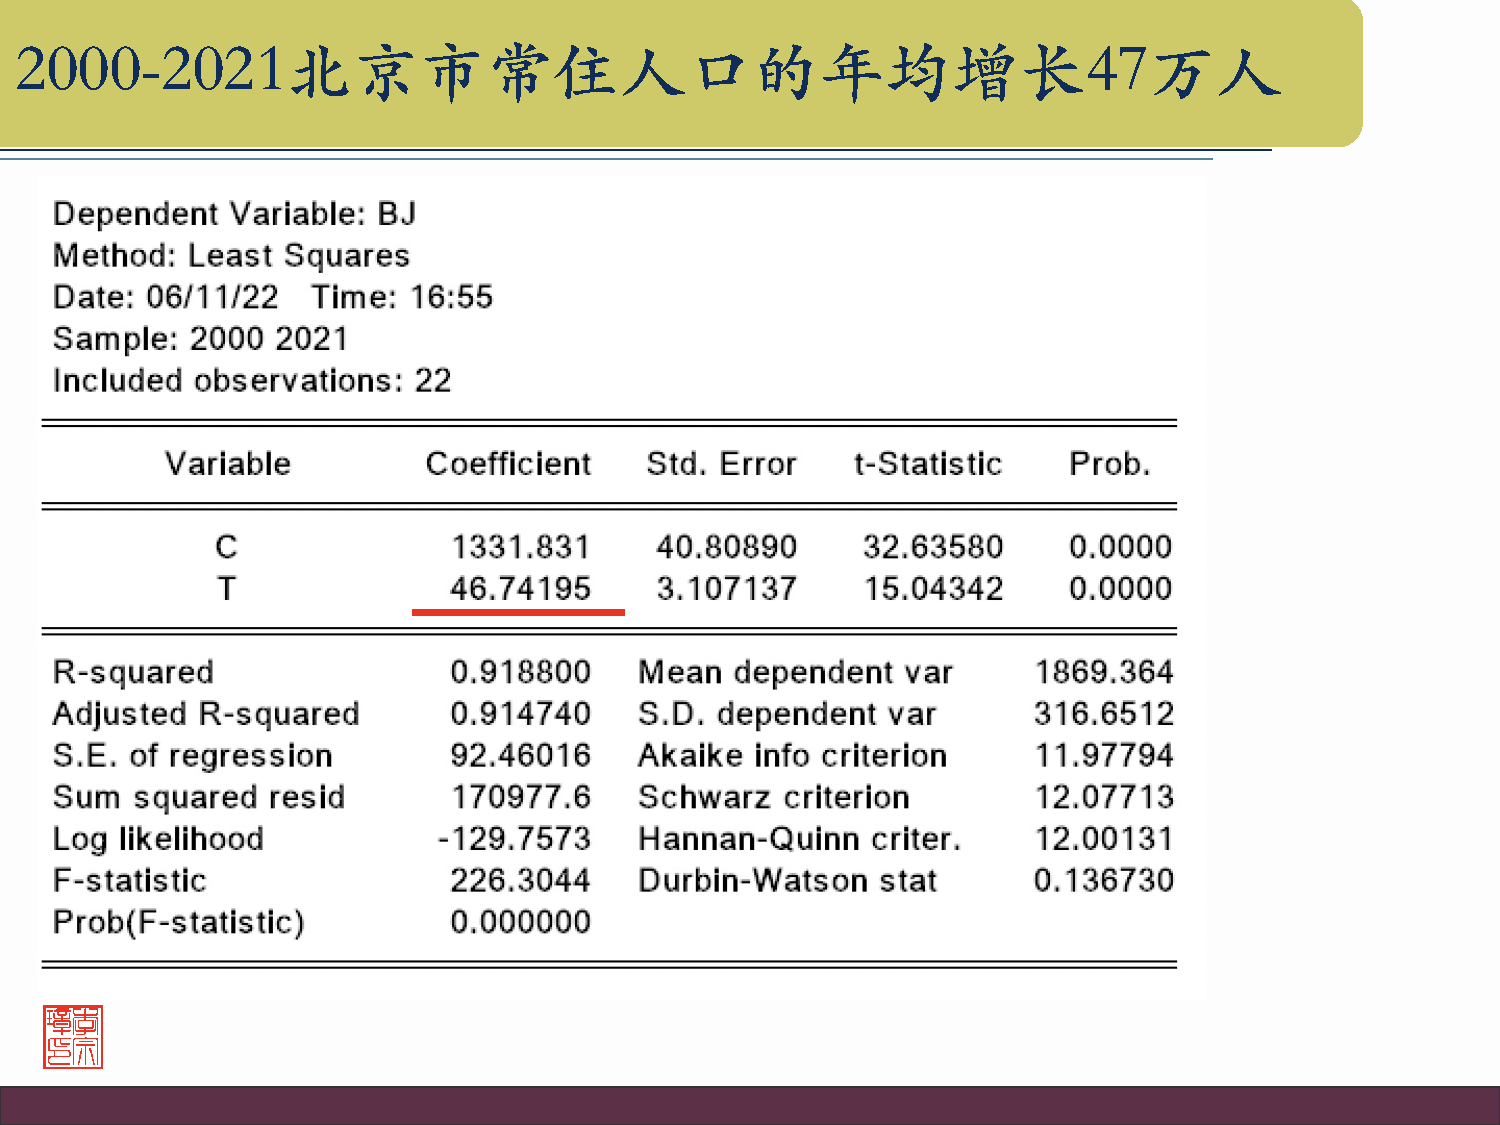 2000-2021北京市常住人口的年均增长47万人
Dependent Variable: BJ
Method: Least Squares
Date: 06/11/22 Time: 16:55
Sample: 2000 2021
Included observations: 22
Variable Coefficient Std. Error t-Statistic Prob.
C 1331.831 40.80890 32.63580 0.0000
T 46.74195 3.107137 15.04342 0.0000
R-squared 0.918800 Mean dependent var 1869.364
Adjusted R-squared 0.914740 S.D. dependent var 316.6512
S.E. of regression 92.46016 Akaike info criterion 11.97794
Sum squared resid 170977.6 Schwarz criterion 12.07713
Log likelihood -129.7573 Hannan-Quinn criter. 12.00131
F-statistic 226.3044 Durbin-Watson stat 0.136730
Prob(F-statistic) 0.000000
李宗
璋印